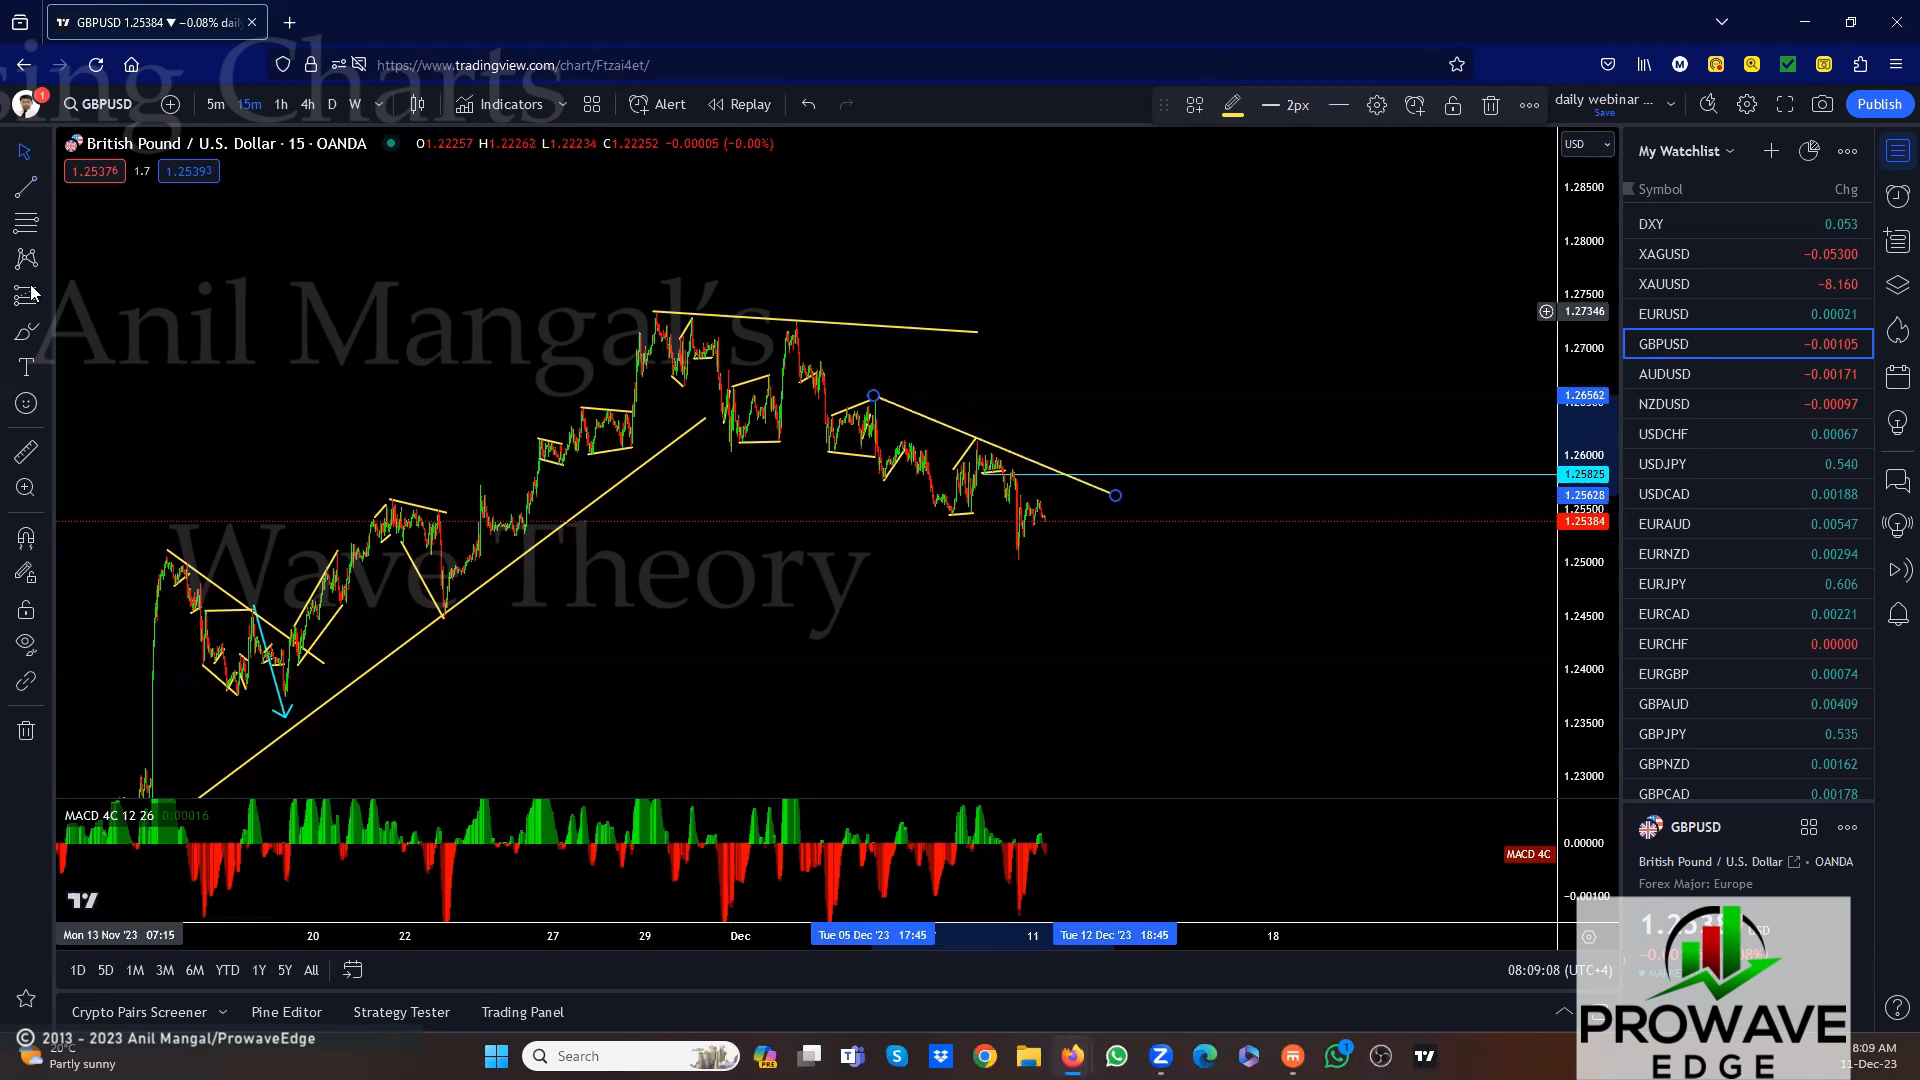 GBPUSD 1.25384 ▼ −0.08% daily
https://www.tradingview.com/chart/Ftzai4et/
sing Charts
1
GBPUSD
5m 15m 1h 4h D W
Indicators
Alert
Replay
2px
daily webinar ...
Save
Publish
British Pound / U.S. Dollar · 15 · OANDA
O1.22257 H1.22263 L1.22234 C1.22252 −0.00005 (−0.00%)
1.25376 1.7 1.25393
USD
Anil Mangal's
Wave Theory
1.28500
1.28000
1.27500
1.27346
1.27000
1.26562
1.26000
1.25825
1.25628
1.25500
1.25384
1.25000
1.24500
1.24000
1.23500
1.23000
MACD 4C 12 26 0.00016
0.00000
MACD 4C
−0.00100
Mon 13 Nov '23 07:15
20 22 27 29 Dec
Tue 05 Dec '23 17:45
11
Tue 12 Dec '23 18:45
18
1D 5D 1M 3M 6M YTD 1Y 5Y All
08:09:08 (UTC+4)
Crypto Pairs Screener
Pine Editor
Strategy Tester
Trading Panel
My Watchlist
Symbol Chg
DXY 0.053
XAGUSD −0.05300
XAUUSD −8.160
EURUSD 0.00021
GBPUSD −0.00105
AUDUSD −0.00171
NZDUSD −0.00097
USDCHF 0.00067
USDJPY 0.540
USDCAD 0.00188
EURAUD 0.00547
EURNZD 0.00294
EURJPY 0.606
EURCAD 0.00221
EURCHF 0.00000
EURGBP 0.00074
GBPAUD 0.00409
GBPJPY 0.535
GBPNZD 0.00162
GBPCAD 0.00178
GBPUSD
British Pound / U.S. Dollar · OANDA
Forex Major: Europe
PROWAVE
EDGE
© 2013 - 2023 Anil Mangal/ProwaveEdge
20°C
Partly sunny
Search
8:09 AM
11-Dec-23